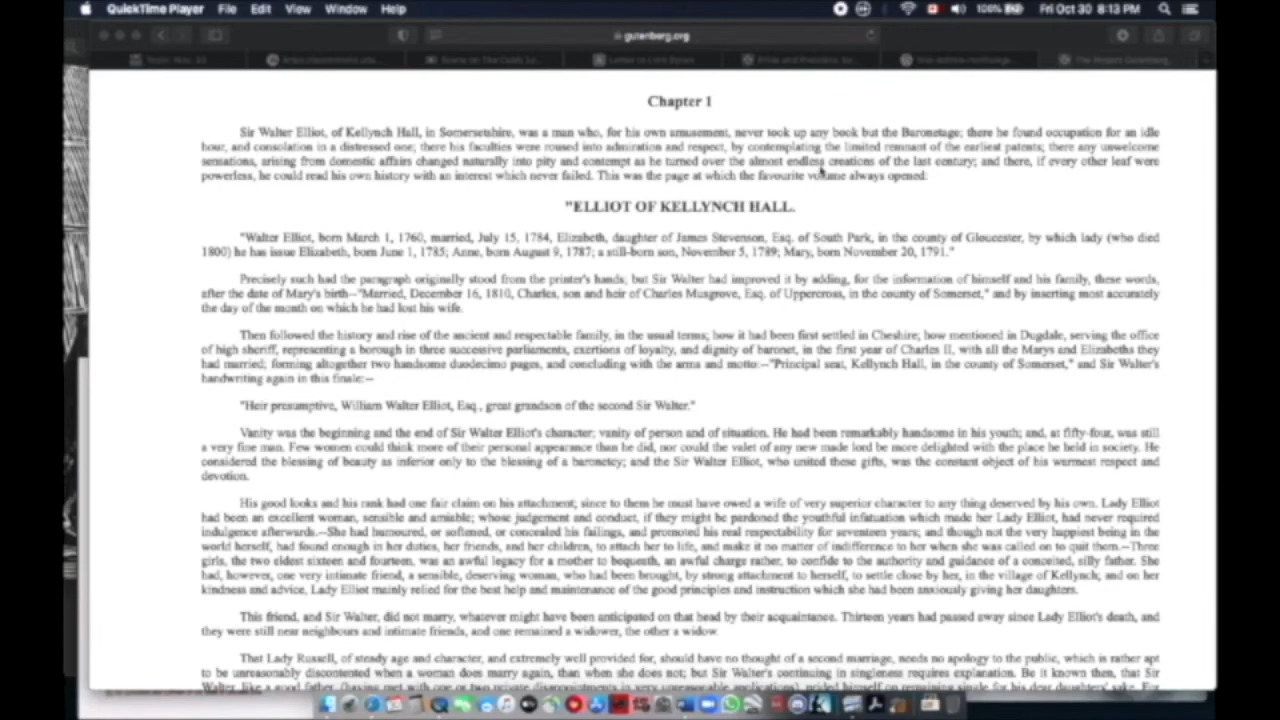 QuickTime Player File Edit View Window Help 100% Fri Oct 30 8:13 PM
gutenberg.org
The Project Gutenberg
Chapter 1
Sir Walter Elliot, of Kellynch Hall, in Somersetshire, was a man who, for his own amusement, never took up any book but the Baronetage; there he found occupation for an idle
hour, and consolation in a distressed one; there his faculties were roused into admiration and respect, by contemplating the limited remnant of the earliest patents; there any unwelcome
sensations, arising from domestic affairs changed naturally into pity and contempt as he turned over the almost endless creations of the last century; and there, if every other leaf were
powerless, he could read his own history with an interest which never failed. This was the page at which the favourite volume always opened:
"ELLIOT OF KELLYNCH HALL.
"Walter Elliot, born March 1, 1760, married, July 15, 1784, Elizabeth, daughter of James Stevenson, Esq. of South Park, in the county of Gloucester, by which lady (who died
1800) he has issue Elizabeth, born June 1, 1785; Anne, born August 9, 1787; a still-born son, November 5, 1789; Mary, born November 20, 1791."
Precisely such had the paragraph originally stood from the printer's hands; but Sir Walter had improved it by adding, for the information of himself and his family, these words,
after the date of Mary's birth--"Married, December 16, 1810, Charles, son and heir of Charles Musgrove, Esq. of Uppercross, in the county of Somerset," and by inserting most accurately
the day of the month on which he had lost his wife.
Then followed the history and rise of the ancient and respectable family, in the usual terms; how it had been first settled in Cheshire; how mentioned in Dugdale, serving the office
of high sheriff, representing a borough in three successive parliaments, exertions of loyalty, and dignity of baronet, in the first year of Charles II, with all the Marys and Elizabeths they
had married; forming altogether two handsome duodecimo pages, and concluding with the arms and motto:--"Principal seat, Kellynch Hall, in the county of Somerset," and Sir Walter's
handwriting again in this finale:--
"Heir presumptive, William Walter Elliot, Esq., great grandson of the second Sir Walter."
Vanity was the beginning and the end of Sir Walter Elliot's character; vanity of person and of situation. He had been remarkably handsome in his youth; and, at fifty-four, was still
a very fine man. Few women could think more of their personal appearance than he did, nor could the valet of any new made lord be more delighted with the place he held in society. He
considered the blessing of beauty as inferior only to the blessing of a baronetcy; and the Sir Walter Elliot, who united these gifts, was the constant object of his warmest respect and
devotion.
His good looks and his rank had one fair claim on his attachment; since to them he must have owed a wife of very superior character to any thing deserved by his own. Lady Elliot
had been an excellent woman, sensible and amiable; whose judgement and conduct, if they might be pardoned the youthful infatuation which made her Lady Elliot, had never required
indulgence afterwards.--She had humoured, or softened, or concealed his failings, and promoted his real respectability for seventeen years; and though not the very happiest being in the
world herself, had found enough in her duties, her friends, and her children, to attach her to life, and make it no matter of indifference to her when she was called on to quit them.--Three
girls, the two eldest sixteen and fourteen, was an awful legacy for a mother to bequeath, an awful charge rather, to confide to the authority and guidance of a conceited, silly father. She
had, however, one very intimate friend, a sensible, deserving woman, who had been brought, by strong attachment to herself, to settle close by her, in the village of Kellynch; and on her
kindness and advice, Lady Elliot mainly relied for the best help and maintenance of the good principles and instruction which she had been anxiously giving her daughters.
This friend, and Sir Walter, did not marry, whatever might have been anticipated on that head by their acquaintance. Thirteen years had passed away since Lady Elliot's death, and
they were still near neighbours and intimate friends, and one remained a widower, the other a widow.
That Lady Russell, of steady age and character, and extremely well provided for, should have no thought of a second marriage, needs no apology to the public, which is rather apt
to be unreasonably discontented when a woman does marry again, than when she does not; but Sir Walter's continuing in singleness requires explanation. Be it known then, that Sir
Walter, like a good father, (having met with one or two private disappointments in very unreasonable applications), prided himself on remaining single for his dear daughters' sake. For